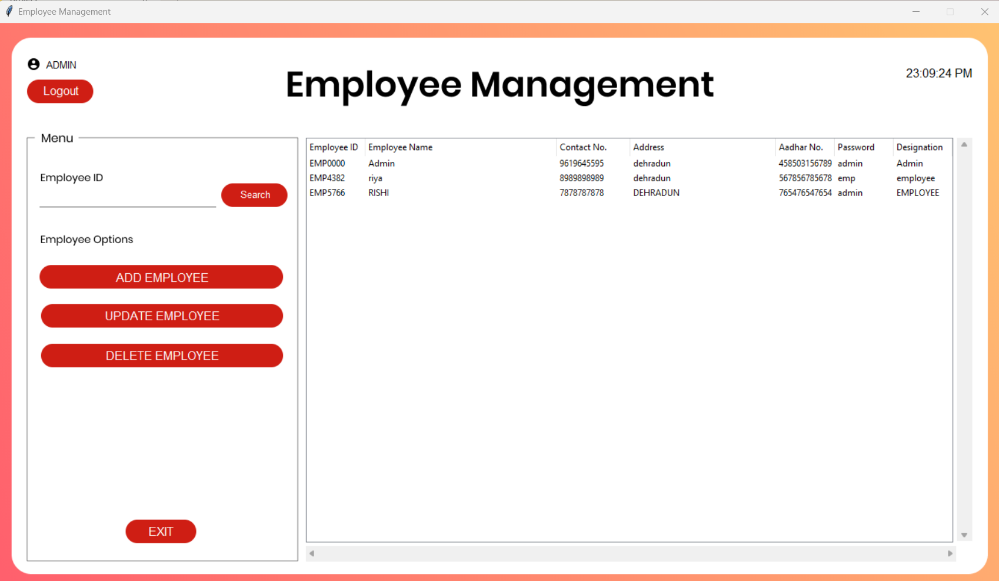 Employee Management
ADMIN
Logout
Employee Management
23:09:24 PM
Menu
Employee ID
Search
Employee Options
ADD EMPLOYEE
UPDATE EMPLOYEE
DELETE EMPLOYEE
EXIT
Employee ID Employee Name Contact No. Address Aadhar No. Password Designation
EMP0000 Admin 9619645595 dehradun 458503156789 admin Admin
EMP4382 riya 8989898989 dehradun 567856785678 emp employee
EMP5766 RISHI 7878787878 DEHRADUN 765476547654 admin EMPLOYEE